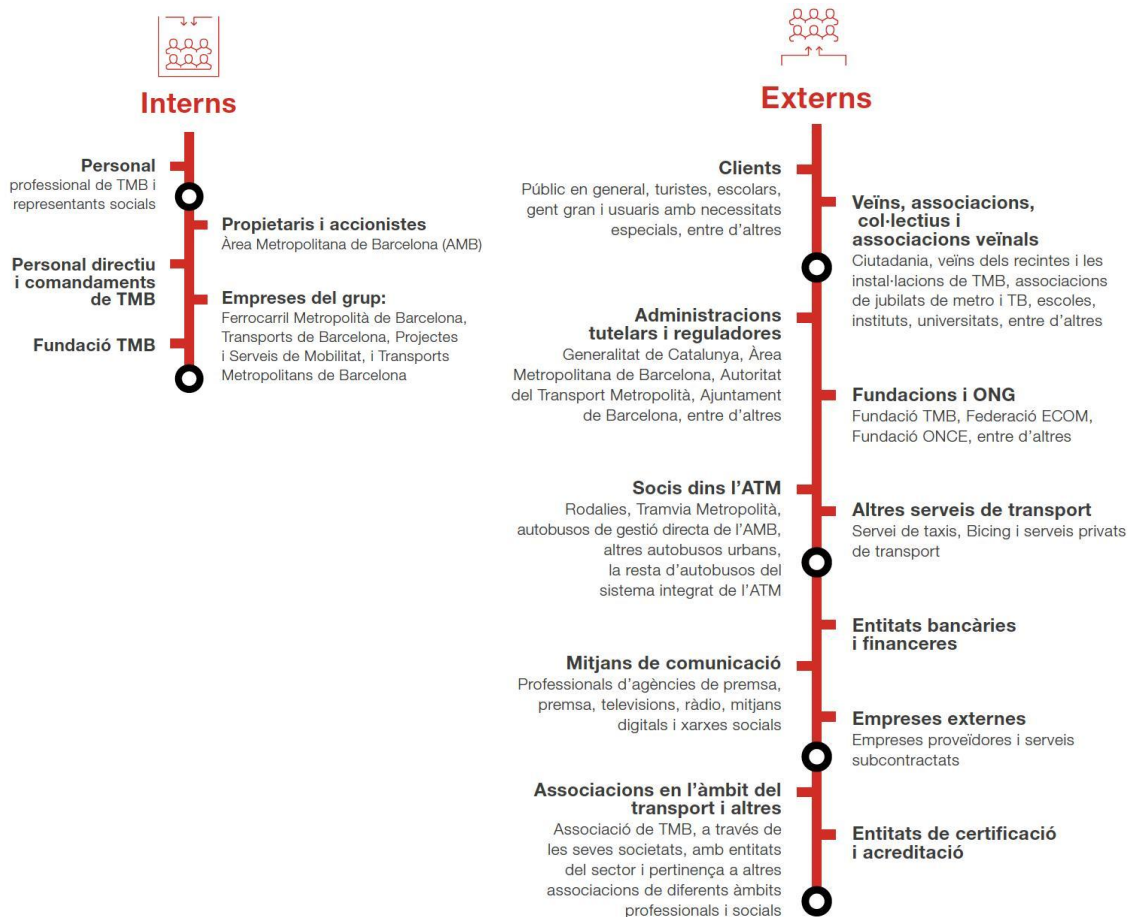 Interns
Personal
professional de TMB i
representants socials
Propietaris i accionistes
Àrea Metropolitana de Barcelona (AMB)
Personal directiu
i comandaments
de TMB
Empreses del grup:
Ferrocarril Metropolità de Barcelona,
Transports de Barcelona, Projectes
i Serveis de Mobilitat, i Transports
Metropolitans de Barcelona
Fundació TMB
Externs
Clients
Públic en general, turistes, escolars,
gent gran i usuaris amb necessitats
especials, entre d’altres
Veïns, associacions,
col·lectius i
associacions veïnals
Ciutadania, veïns dels recintes i les
instal·lacions de TMB, associacions
de jubilats de metro i TB, escoles,
instituts, universitats, entre d’altres
Administracions
tutelars i reguladores
Generalitat de Catalunya, Àrea
Metropolitana de Barcelona, Autoritat
del Transport Metropolità, Ajuntament
de Barcelona, entre d’altres
Fundacions i ONG
Fundació TMB, Federació ECOM,
Fundació ONCE, entre d’altres
Socis dins l’ATM
Rodalies, Tramvia Metropolità,
autobusos de gestió directa de l’AMB,
altres autobusos urbans,
la resta d’autobusos del
sistema integrat de l’ATM
Altres serveis de transport
Servei de taxis, Bicing i serveis privats
de transport
Entitats bancàries
i financeres
Mitjans de comunicació
Professionals d’agències de premsa,
premsa, televisions, ràdio, mitjans
digitals i xarxes socials
Empreses externes
Empreses proveïdores i serveis
subcontractats
Associacions en l’àmbit del
transport i altres
Associació de TMB, a través de
les seves societats, amb entitats
del sector i pertinença a altres
associacions de diferents àmbits
professionals i socials
Entitats de certificació
i acreditació